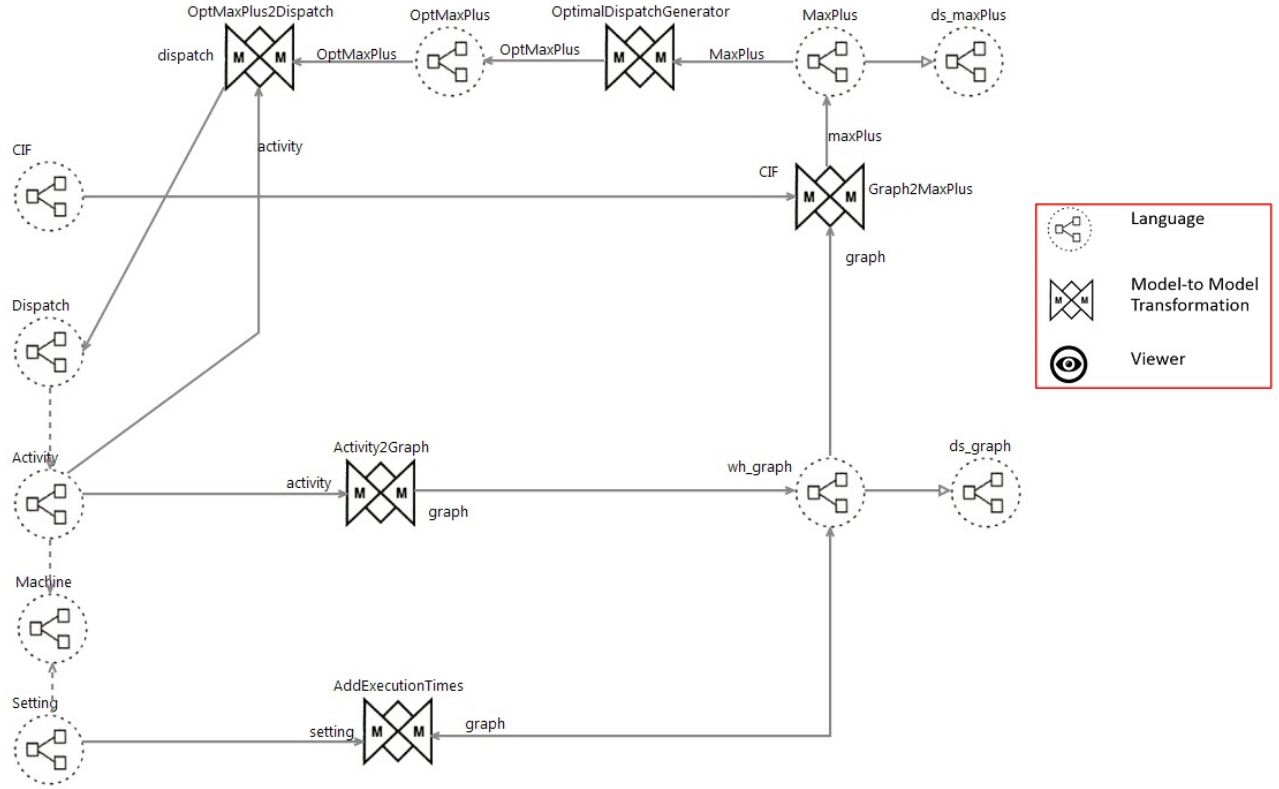 OptMaxPlus2Dispatch
OptMaxPlus
OptimalDispatchGenerator
MaxPlus
ds_maxPlus
dispatch
M M
OptMaxPlus
OptMaxPlus
M M
MaxPlus
activity
maxPlus
CIF
CIF
M M
Graph2MaxPlus
graph
Language
Model-to Model
Transformation
M M
Viewer
Dispatch
Activity
Activity2Graph
activity
M M
graph
wh_graph
ds_graph
Machine
Setting
AddExecutionTimes
setting
M M
graph